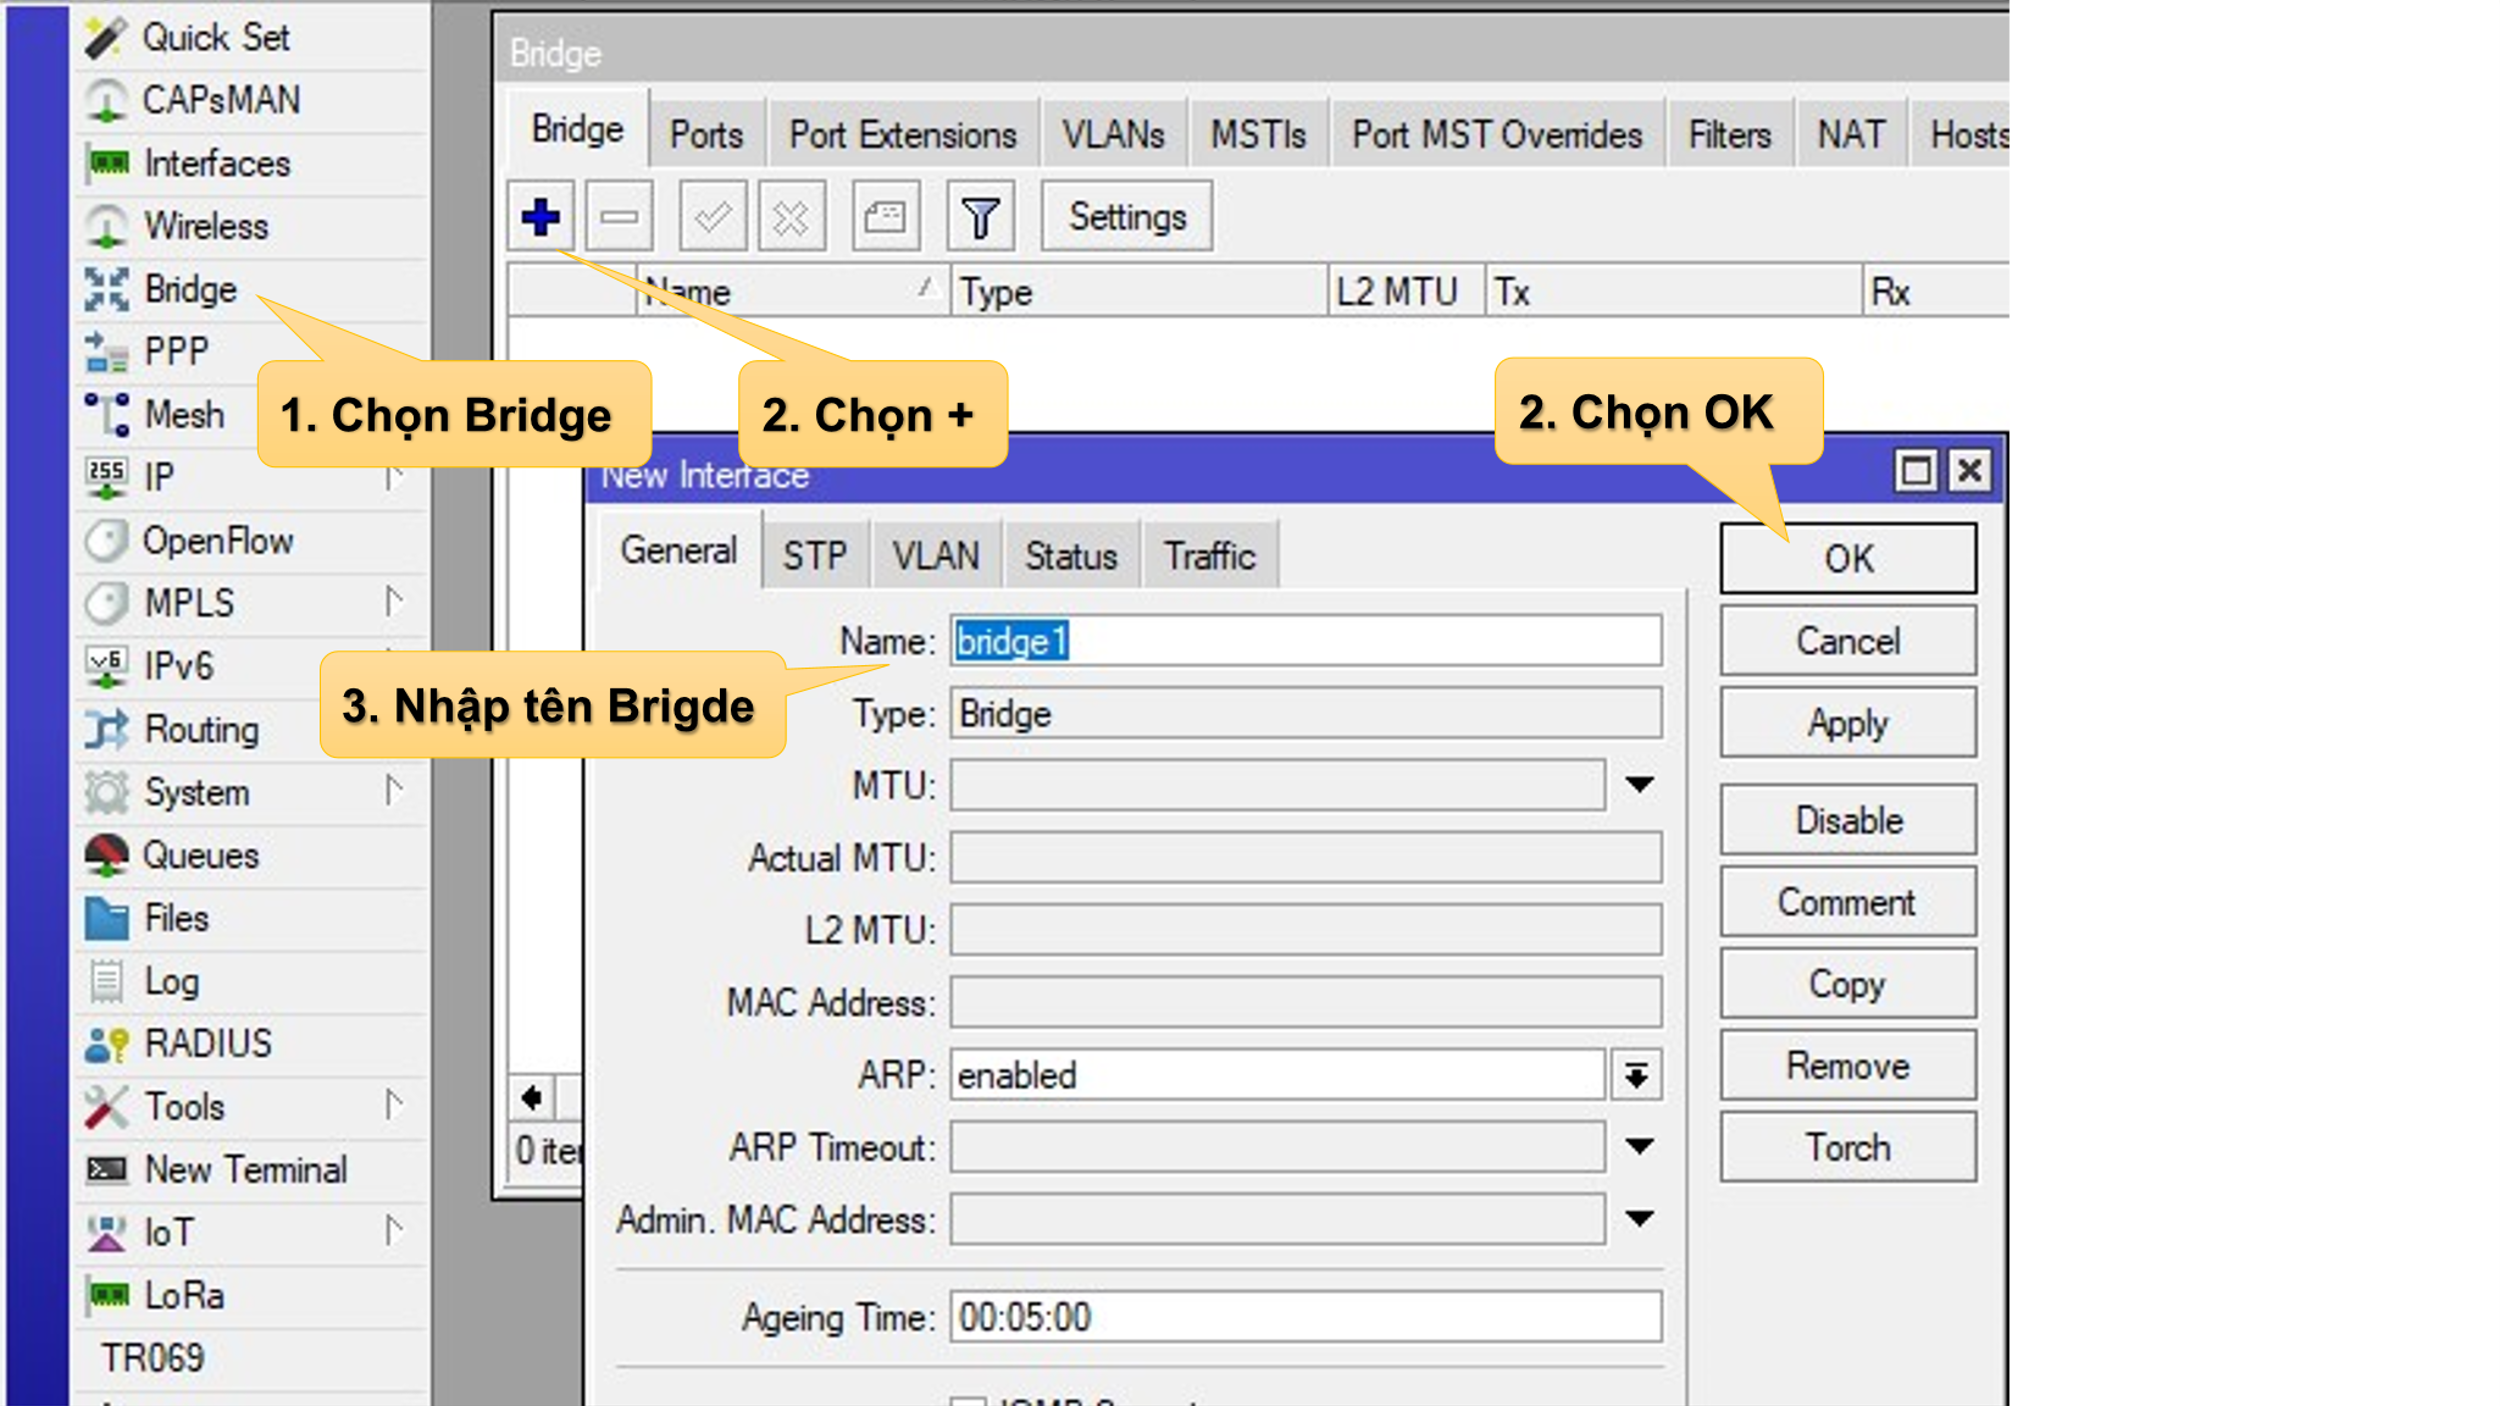 Quick Set
CAPsMAN
Interfaces
Wireless
Bridge
PPP
Mesh
255
IP
OpenFlow
MPLS
v6
IPv6
Routing
System
Queues
Files
Log
RADIUS
Tools
New Terminal
IoT
LoRa
TR069
Bridge
Bridge Ports Port Extensions VLANs MSTIs Port MST Overrides Filters NAT Hosts
Settings
Name Type L2 MTU Tx Rx
1. Chọn Bridge
2. Chọn +
2. Chọn OK
3. Nhập tên Brigde
0
New Interface
General STP VLAN Status Traffic
Name: bridge1
Type: Bridge
MTU:
Actual MTU:
L2 MTU:
MAC Address:
ARP: enabled
ARP Timeout:
Admin. MAC Address:
Ageing Time: 00:05:00
OK
Cancel
Apply
Disable
Comment
Copy
Remove
Torch